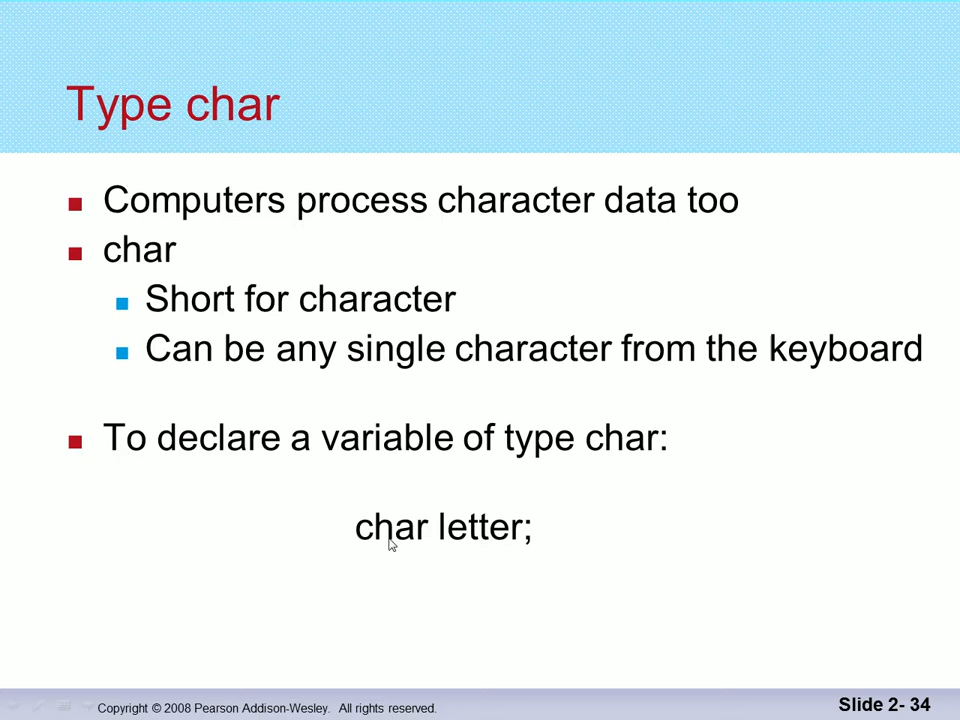 Type char
Computers process character data too
char
Short for character
Can be any single character from the keyboard
To declare a variable of type char:
char letter;
Copyright © 2008 Pearson Addison-Wesley. All rights reserved.
Slide 2- 34